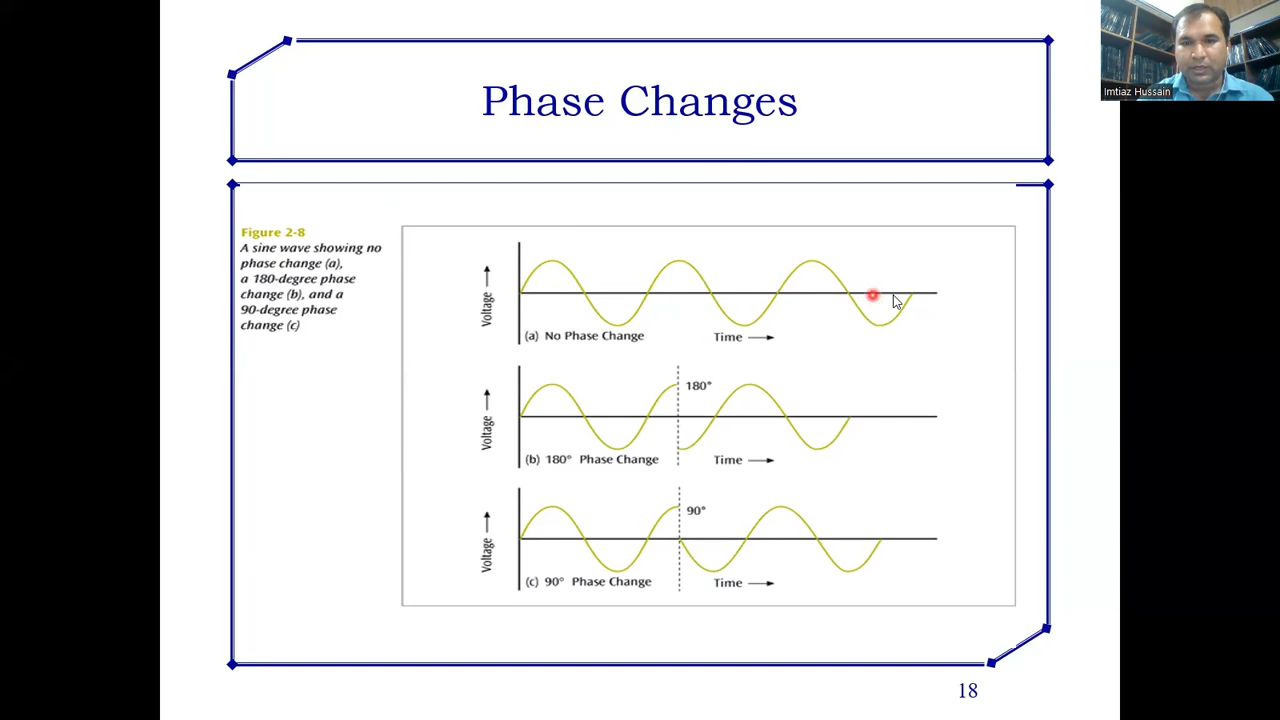 Imtiaz Hussain
Phase Changes
Figure 2-8
A sine wave showing no
phase change (a),
a 180-degree phase
change (b), and a
90-degree phase
change (c)
Voltage
(a) No Phase Change
Time
Voltage
180°
(b) 180° Phase Change
Time
Voltage
90°
(c) 90° Phase Change
Time
18